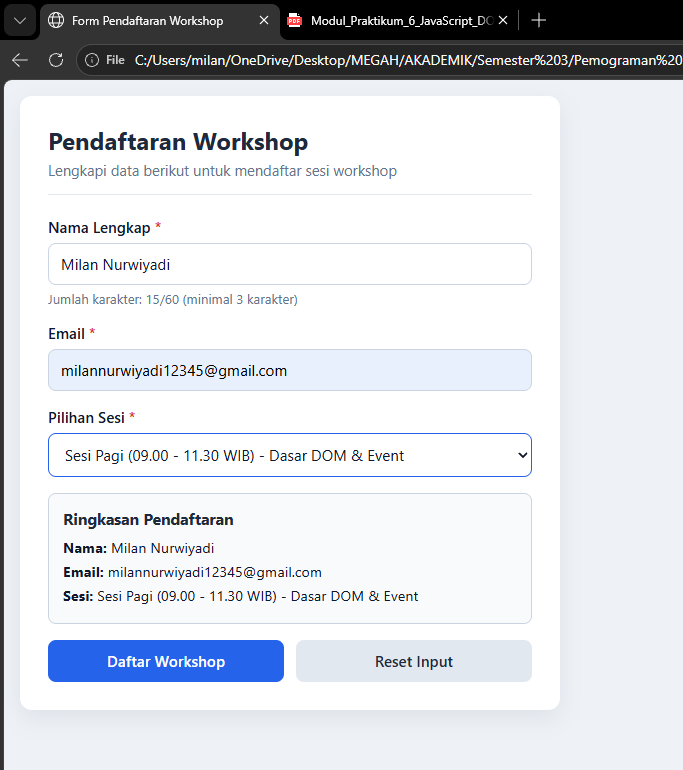 Form Pendaftaran Workshop
PDF
Modul_Praktikum_6_JavaScript_DO
File C:/Users/milan/OneDrive/Desktop/MEGAH/AKADEMIK/Semester%203/Pemograman%20
Pendaftaran Workshop
Lengkapi data berikut untuk mendaftar sesi workshop
Nama Lengkap *
Milan Nurwiyadi
Jumlah karakter: 15/60 (minimal 3 karakter)
Email *
milannurwiyadi12345@gmail.com
Pilihan Sesi *
Sesi Pagi (09.00 - 11.30 WIB) - Dasar DOM & Event
Ringkasan Pendaftaran
Nama: Milan Nurwiyadi
Email: milannurwiyadi12345@gmail.com
Sesi: Sesi Pagi (09.00 - 11.30 WIB) - Dasar DOM & Event
Daftar Workshop
Reset Input